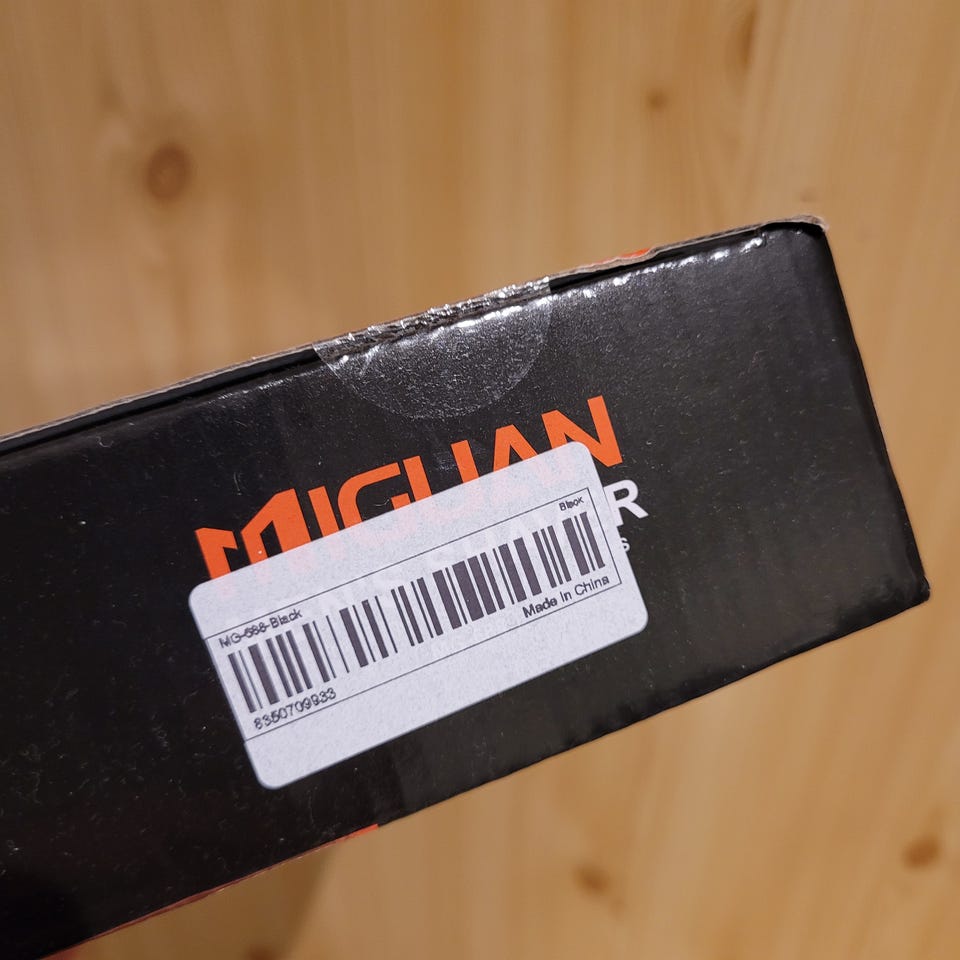 MIGUAN
R
S
Black
MG-688-Black
8350709933
Made In China